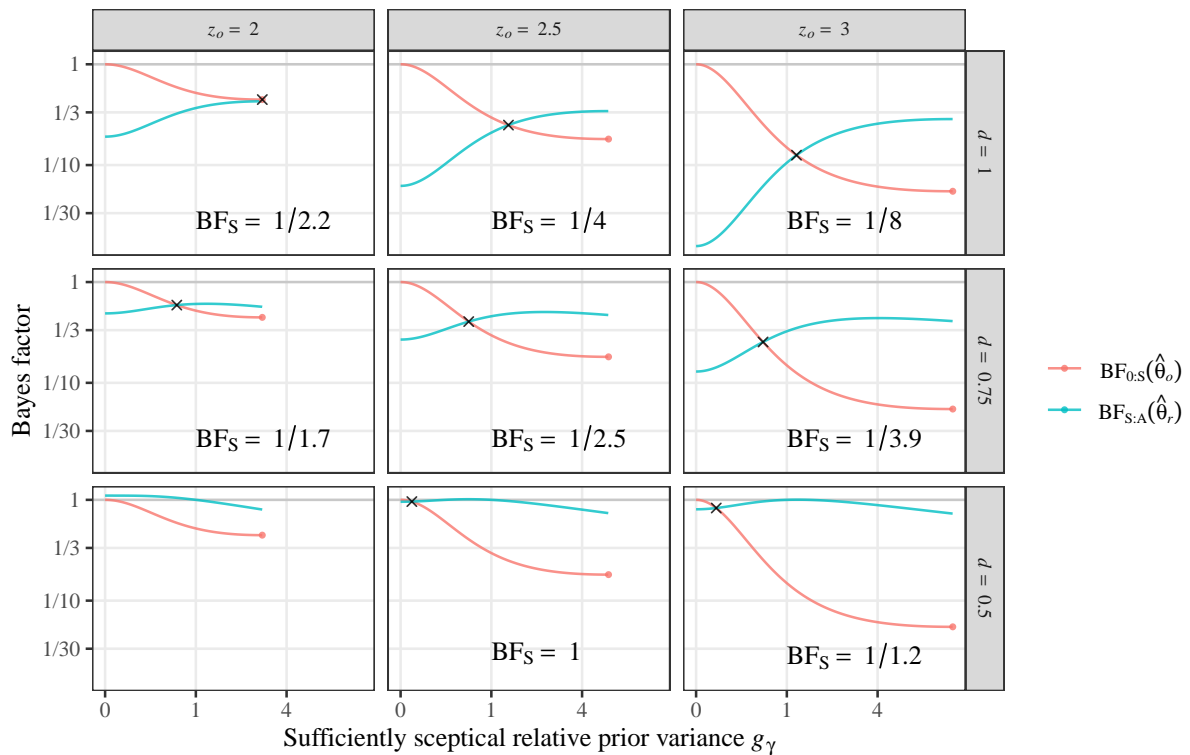 z_o = 2
z_o = 2.5
z_o = 3
1
1/3
1/10
1/30
BF_S = 1/2.2
BF_S = 1/4
BF_S = 1/8
d = 1
1
1/3
1/10
1/30
BF_S = 1/1.7
BF_S = 1/2.5
BF_S = 1/3.9
d = 0.75
1
1/3
1/10
1/30
BF_S = 1
BF_S = 1/1.2
d = 0.5
0 1 4
0 1 4
0 1 4
Bayes factor
Sufficiently sceptical relative prior variance g_γ
BF_{0:S}(θ̂_o)
BF_{S:A}(θ̂_r)